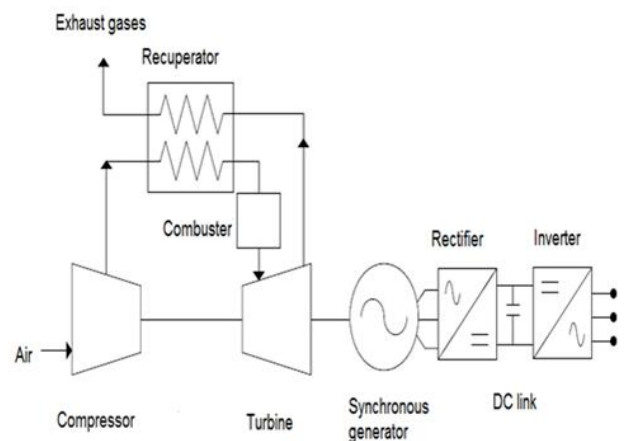 Exhaust gases
Recuperator
Combuster
Rectifier
Inverter
Air
Compressor
Turbine
Synchronous
generator
DC link